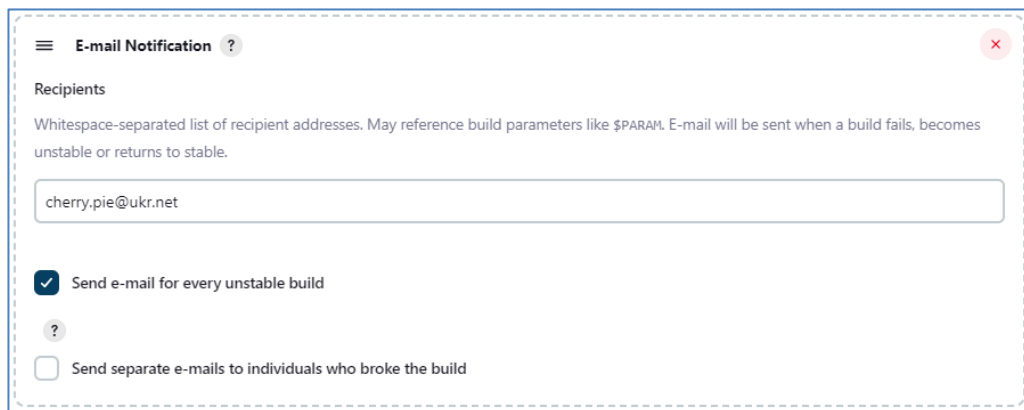 E-mail Notification ?
Recipients
Whitespace-separated list of recipient addresses. May reference build parameters like $PARAM. E-mail will be sent when a build fails, becomes
unstable or returns to stable.
cherry.pie@ukr.net
Send e-mail for every unstable build
?
Send separate e-mails to individuals who broke the build